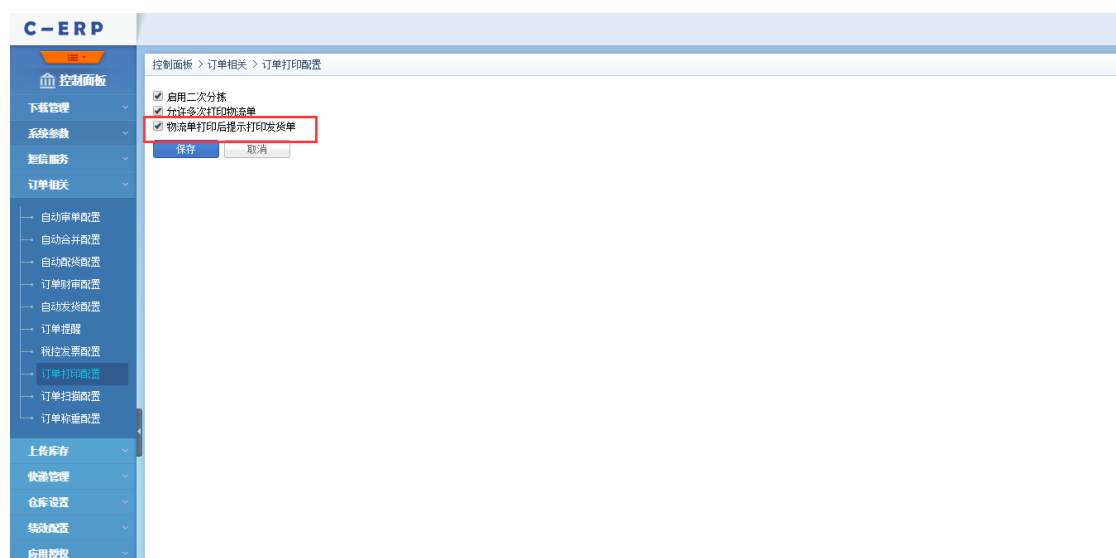 C-ERP
控制面板
下载管理
系统参数
短信服务
订单相关
自动审单配置
自动合并配置
自动配货配置
订单财审配置
自动发货配置
订单提醒
税控发票配置
订单打印配置
订单扫描配置
订单称重配置
上传库存
快递管理
仓库设置
绩效配置
应用授权
控制面板 > 订单相关 > 订单打印配置
启用二次分拣
允许多次打印物流单
物流单打印后提示打印发货单
保存 取消